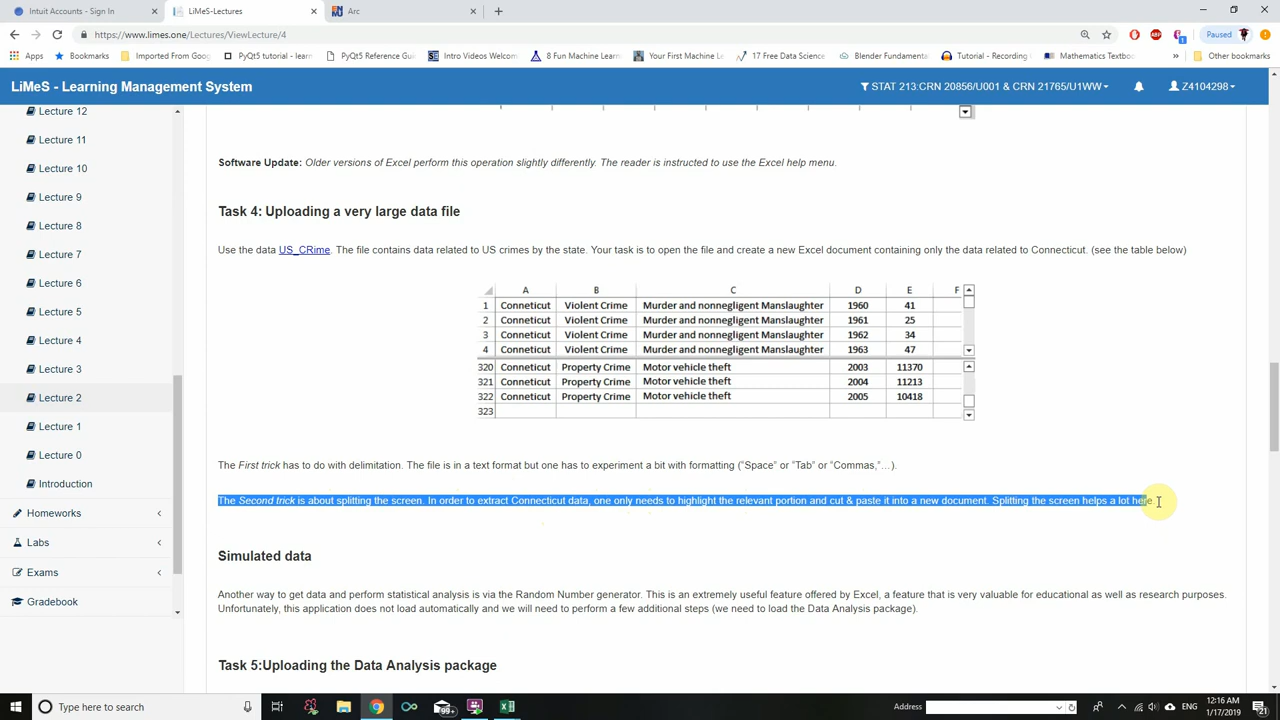 Intuit Accounts - Sign In
LiMeS-Lectures
Arc
https://www.limes.one/Lectures/ViewLecture/4
Paused
Apps
Bookmarks
Imported From Goog
PyQt5 tutorial - learn
PyQt5 Reference Gui
Intro Videos Welcom
8 Fun Machine Learn
Your First Machine L
17 Free Data Science
Blender Fundamenta
Tutorial - Recording
Mathematics Textbo
»
Other bookmarks
LiMeS - Learning Management System
STAT 213:CRN 20856/U001 & CRN 21765/U1WW
Z4104298
Lecture 12
Lecture 11
Lecture 10
Lecture 9
Lecture 8
Lecture 7
Lecture 6
Lecture 5
Lecture 4
Lecture 3
Lecture 2
Lecture 1
Lecture 0
Introduction
Homeworks
Labs
Exams
Gradebook
Software Update: Older versions of Excel perform this operation slightly differently. The reader is instructed to use the Excel help menu.
Task 4: Uploading a very large data file
Use the data US_CRime. The file contains data related to US crimes by the state. Your task is to open the file and create a new Excel document containing only the data related to Connecticut. (see the table below)
A B C D E F
1 Conneticut Violent Crime Murder and nonnegligent Manslaughter 1960 41
2 Conneticut Violent Crime Murder and nonnegligent Manslaughter 1961 25
3 Conneticut Violent Crime Murder and nonnegligent Manslaughter 1962 34
4 Conneticut Violent Crime Murder and nonnegligent Manslaughter 1963 47
320 Conneticut Property Crime Motor vehicle theft 2003 11370
321 Conneticut Property Crime Motor vehicle theft 2004 11213
322 Conneticut Property Crime Motor vehicle theft 2005 10418
323
The First trick has to do with delimitation. The file is in a text format but one has to experiment a bit with formatting ("Space" or "Tab" or "Commas,"…).
The Second trick is about splitting the screen. In order to extract Connecticut data, one only needs to highlight the relevant portion and cut & paste it into a new document. Splitting the screen helps a lot here
Simulated data
Another way to get data and perform statistical analysis is via the Random Number generator. This is an extremely useful feature offered by Excel, a feature that is very valuable for educational as well as research purposes.
Unfortunately, this application does not load automatically and we will need to perform a few additional steps (we need to load the Data Analysis package).
Task 5:Uploading the Data Analysis package
Type here to search
99+
Address
ENG
12:16 AM
1/17/2019
21